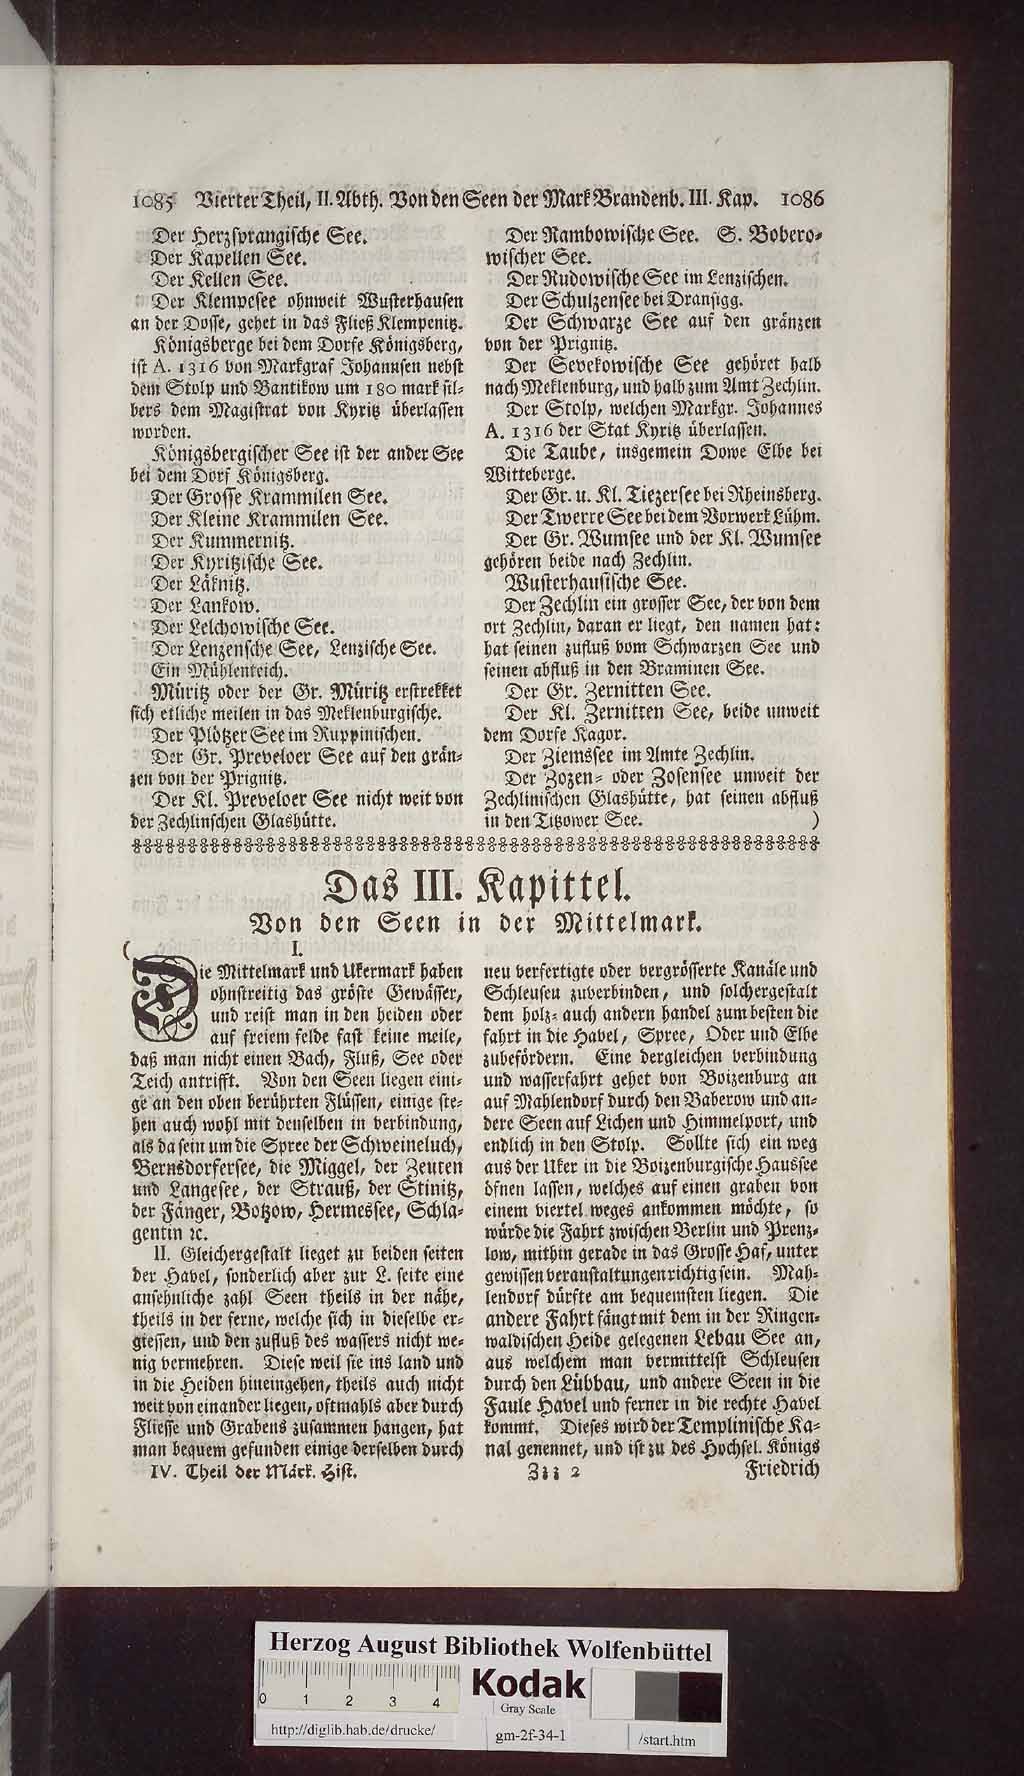 1085 Vierter Theil, II. Abth. Von den Seen der Mark Brandenb. III. Kap. 1086
Der Herzsprangische See.
Der Kapellen See.
Der Kellen See.
Der Klempesee ohnweit Wusterhausen
an der Dosse, gehet in das Fließ Klempenitz.
Königsberge bei dem Dorfe Königsberg,
ist A. 1316 von Markgraf Johannsen nebst
dem Stolp und Bantikow um 180 mark sil-
bers dem Magistrat von Kyritz überlassen
worden.
Königsbergischer See ist der ander See
bei dem Dorf Königsberg.
Der Grosse Krammilen See.
Der Kleine Krammilen See.
Der Kummernitz.
Der Kyritzische See.
Der Läknitz.
Der Lankow.
Der Lelchowische See.
Der Lenzensche See, Lenzische See.
Ein Mühlenteich.
Müritz oder der Gr. Müritz erstrekket
sich etliche meilen in das Meklenburgische.
Der Plötzer See im Ruppinischen.
Der Gr. Preveloer See auf den grän-
zen von der Prignitz.
Der Kl. Preveloer See nicht weit von
der Zechlinschen Glashütte.
Der Rambowische See. S. Bobero-
wischer See.
Der Rudowische See im Lenzischen.
Der Schulzensee bei Dransigg.
Der Schwarze See auf den gränzen
von der Prignitz.
Der Sevekowische See gehöret halb
nach Meklenburg, und halb zum Amt Zechlin.
Der Stolp, welchen Markgr. Johannes
A. 1316 der Stat Kyritz überlassen.
Die Taube, insgemein Dowe Elbe bei
Witteberge.
Der Gr. u. Kl. Tiezersee bei Rheinsberg.
Der Twerre See bei dem Vorwerk Lühm.
Der Gr. Wumsee und der Kl. Wumsee
gehören beide nach Zechlin.
Wusterhausische See.
Der Zechlin ein grosser See, der von dem
ort Zechlin, daran er liegt, den namen hat:
hat seinen zufluß vom Schwarzen See und
seinen abfluß in den Braminen See.
Der Gr. Zernitten See.
Der Kl. Zernitten See, beide unweit
dem Dorfe Kagor.
Der Ziemssee im Amte Zechlin.
Der Zozen- oder Zosensee unweit der
Zechlinischen Glashütte, hat seinen abfluß
in den Titzower See. )
Das III. Kapittel.
Von den Seen in der Mittelmark.
( I.
Die Mittelmark und Ukermark haben
ohnstreitig das gröste Gewässer,
und reist man in den heiden oder
auf freiem felde fast keine meile,
daß man nicht einen Bach, Fluß, See oder
Teich antrifft. Von den Seen liegen eini-
ge an den oben berührten Flüssen, einige ste-
hen auch wohl mit denselben in verbindung,
als da sein um die Spree der Schweineluch,
Bernsdorfersee, die Miggel, der Zeuten
und Langesee, der Strauß, der Stinitz,
der Fänger, Botzow, Hermessee, Schla-
gentin ꝛc.
II. Gleichergestalt lieget zu beiden seiten
der Havel, sonderlich aber zur L. seite eine
ansehnliche zahl Seen theils in der nähe,
theils in der ferne, welche sich in dieselbe er-
giessen, und den zufluß des wassers nicht we-
nig vermehren. Diese weil sie ins land und
in die Heiden hineingehen, theils auch nicht
weit von einander liegen, oftmahls aber durch
Fliesse und Grabens zusammen hangen, hat
man bequem gefunden einige derselben durch
neu verfertigte oder vergrösserte Kanäle und
Schleusen zuverbinden, und solchergestalt
dem holz- auch andern handel zum besten die
fahrt in die Havel, Spree, Oder und Elbe
zubefördern. Eine dergleichen verbindung
und wasserfahrt gehet von Boizenburg an
auf Mahlendorf durch den Baberow und an-
dere Seen auf Lichen und Himmelport, und
endlich in den Stolp. Sollte sich ein weg
aus der Uker in die Boizenburgische Haussee
öfnen lassen, welches auf einen graben von
einem viertel weges ankommen möchte, so
würde die Fahrt zwischen Berlin und Prenz-
low, mithin gerade in das Grosse Haf, unter
gewissen veranstaltungen richtig sein. Mah-
lendorf dürfte am bequemsten liegen. Die
andere Fahrt fängt mit dem in der Ringen-
waldischen Heide gelegenen Lebau See an,
aus welchem man vermittelst Schleusen
durch den Lübbau, und andere Seen in die
Faule Havel und ferner in die rechte Havel
kommt. Dieses wird der Templinische Ka-
nal genennet, und ist zu des Hochsel. Königs
IV. Theil der Märk. Hist. Zzz 2 Friedrich
Herzog August Bibliothek Wolfenbüttel
0 1 2 3 4
Kodak
Gray Scale
http://diglib.hab.de/drucke/ gm-2f-34-1 /start.htm